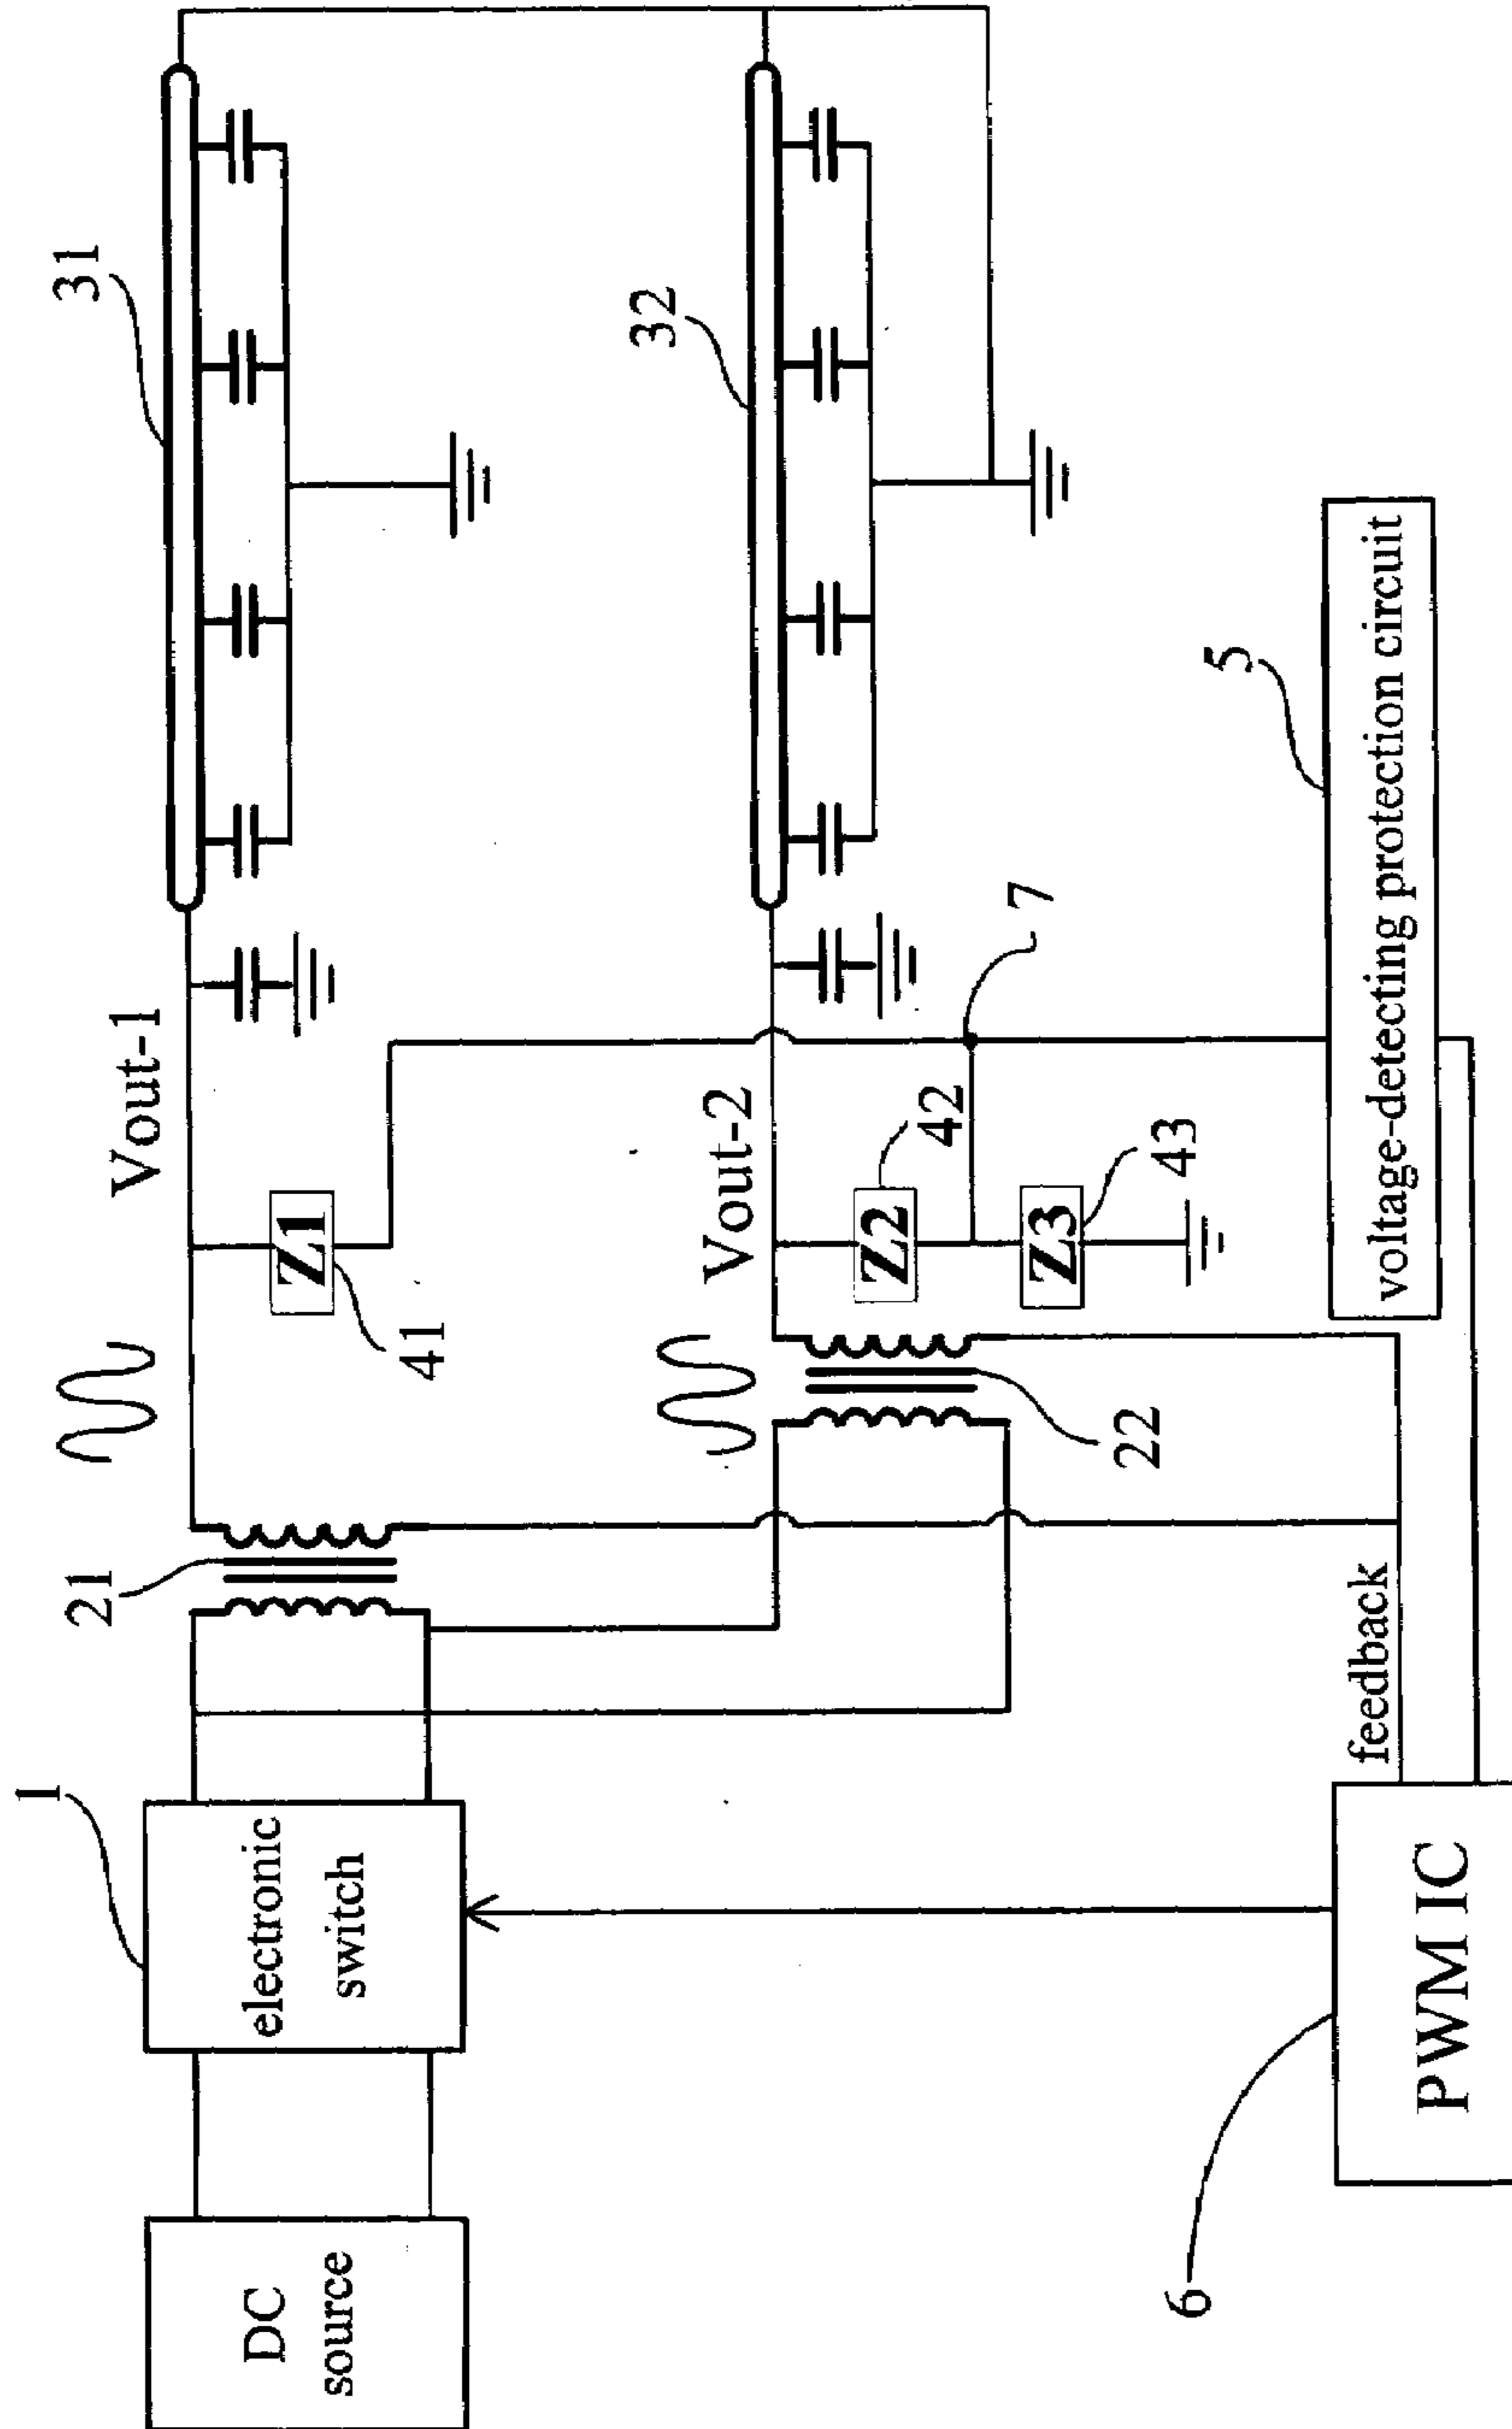 DC
source
1
electronic
switch
21
Vout-1
Z1
41
31
22
Vout-2
Z2
42
Z3
43
32
7
5
voltage-detecting protection circuit
feedback
6
PWM IC